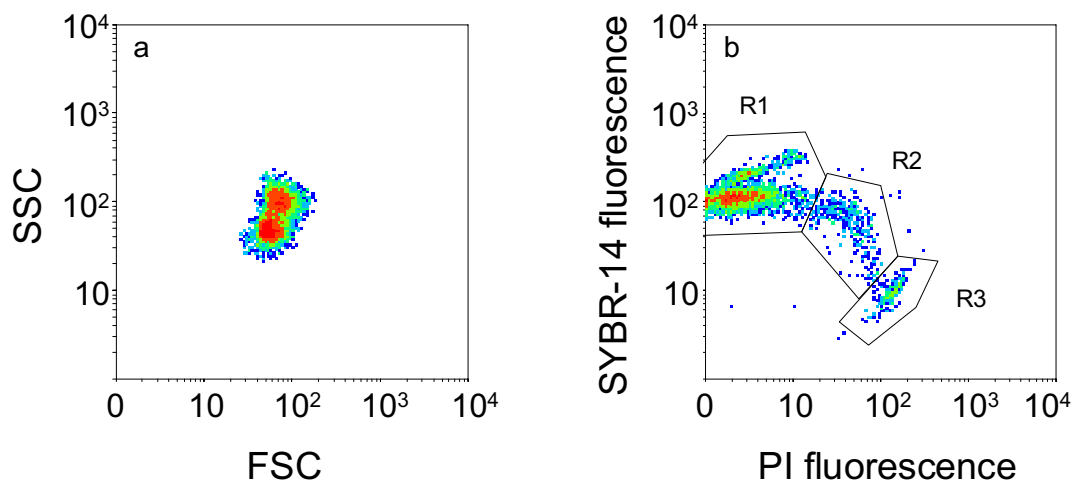 a
SSC
10⁴
10³
10²
10
0 10 10² 10³ 10⁴
FSC
b
SYBR-14 fluorescence
10⁴
10³
10²
10
R1
R2
R3
0 10 10² 10³ 10⁴
PI fluorescence